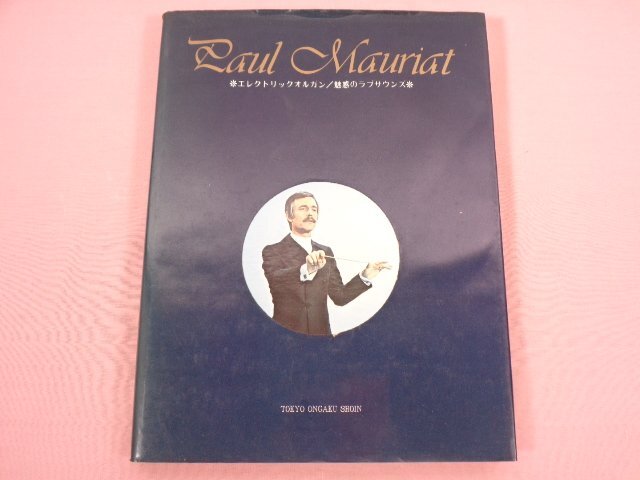 Paul Mauriat
※エレクトリックオルガン/魅惑のラブサウンズ※
TOKYO ONGAKU SHOIN